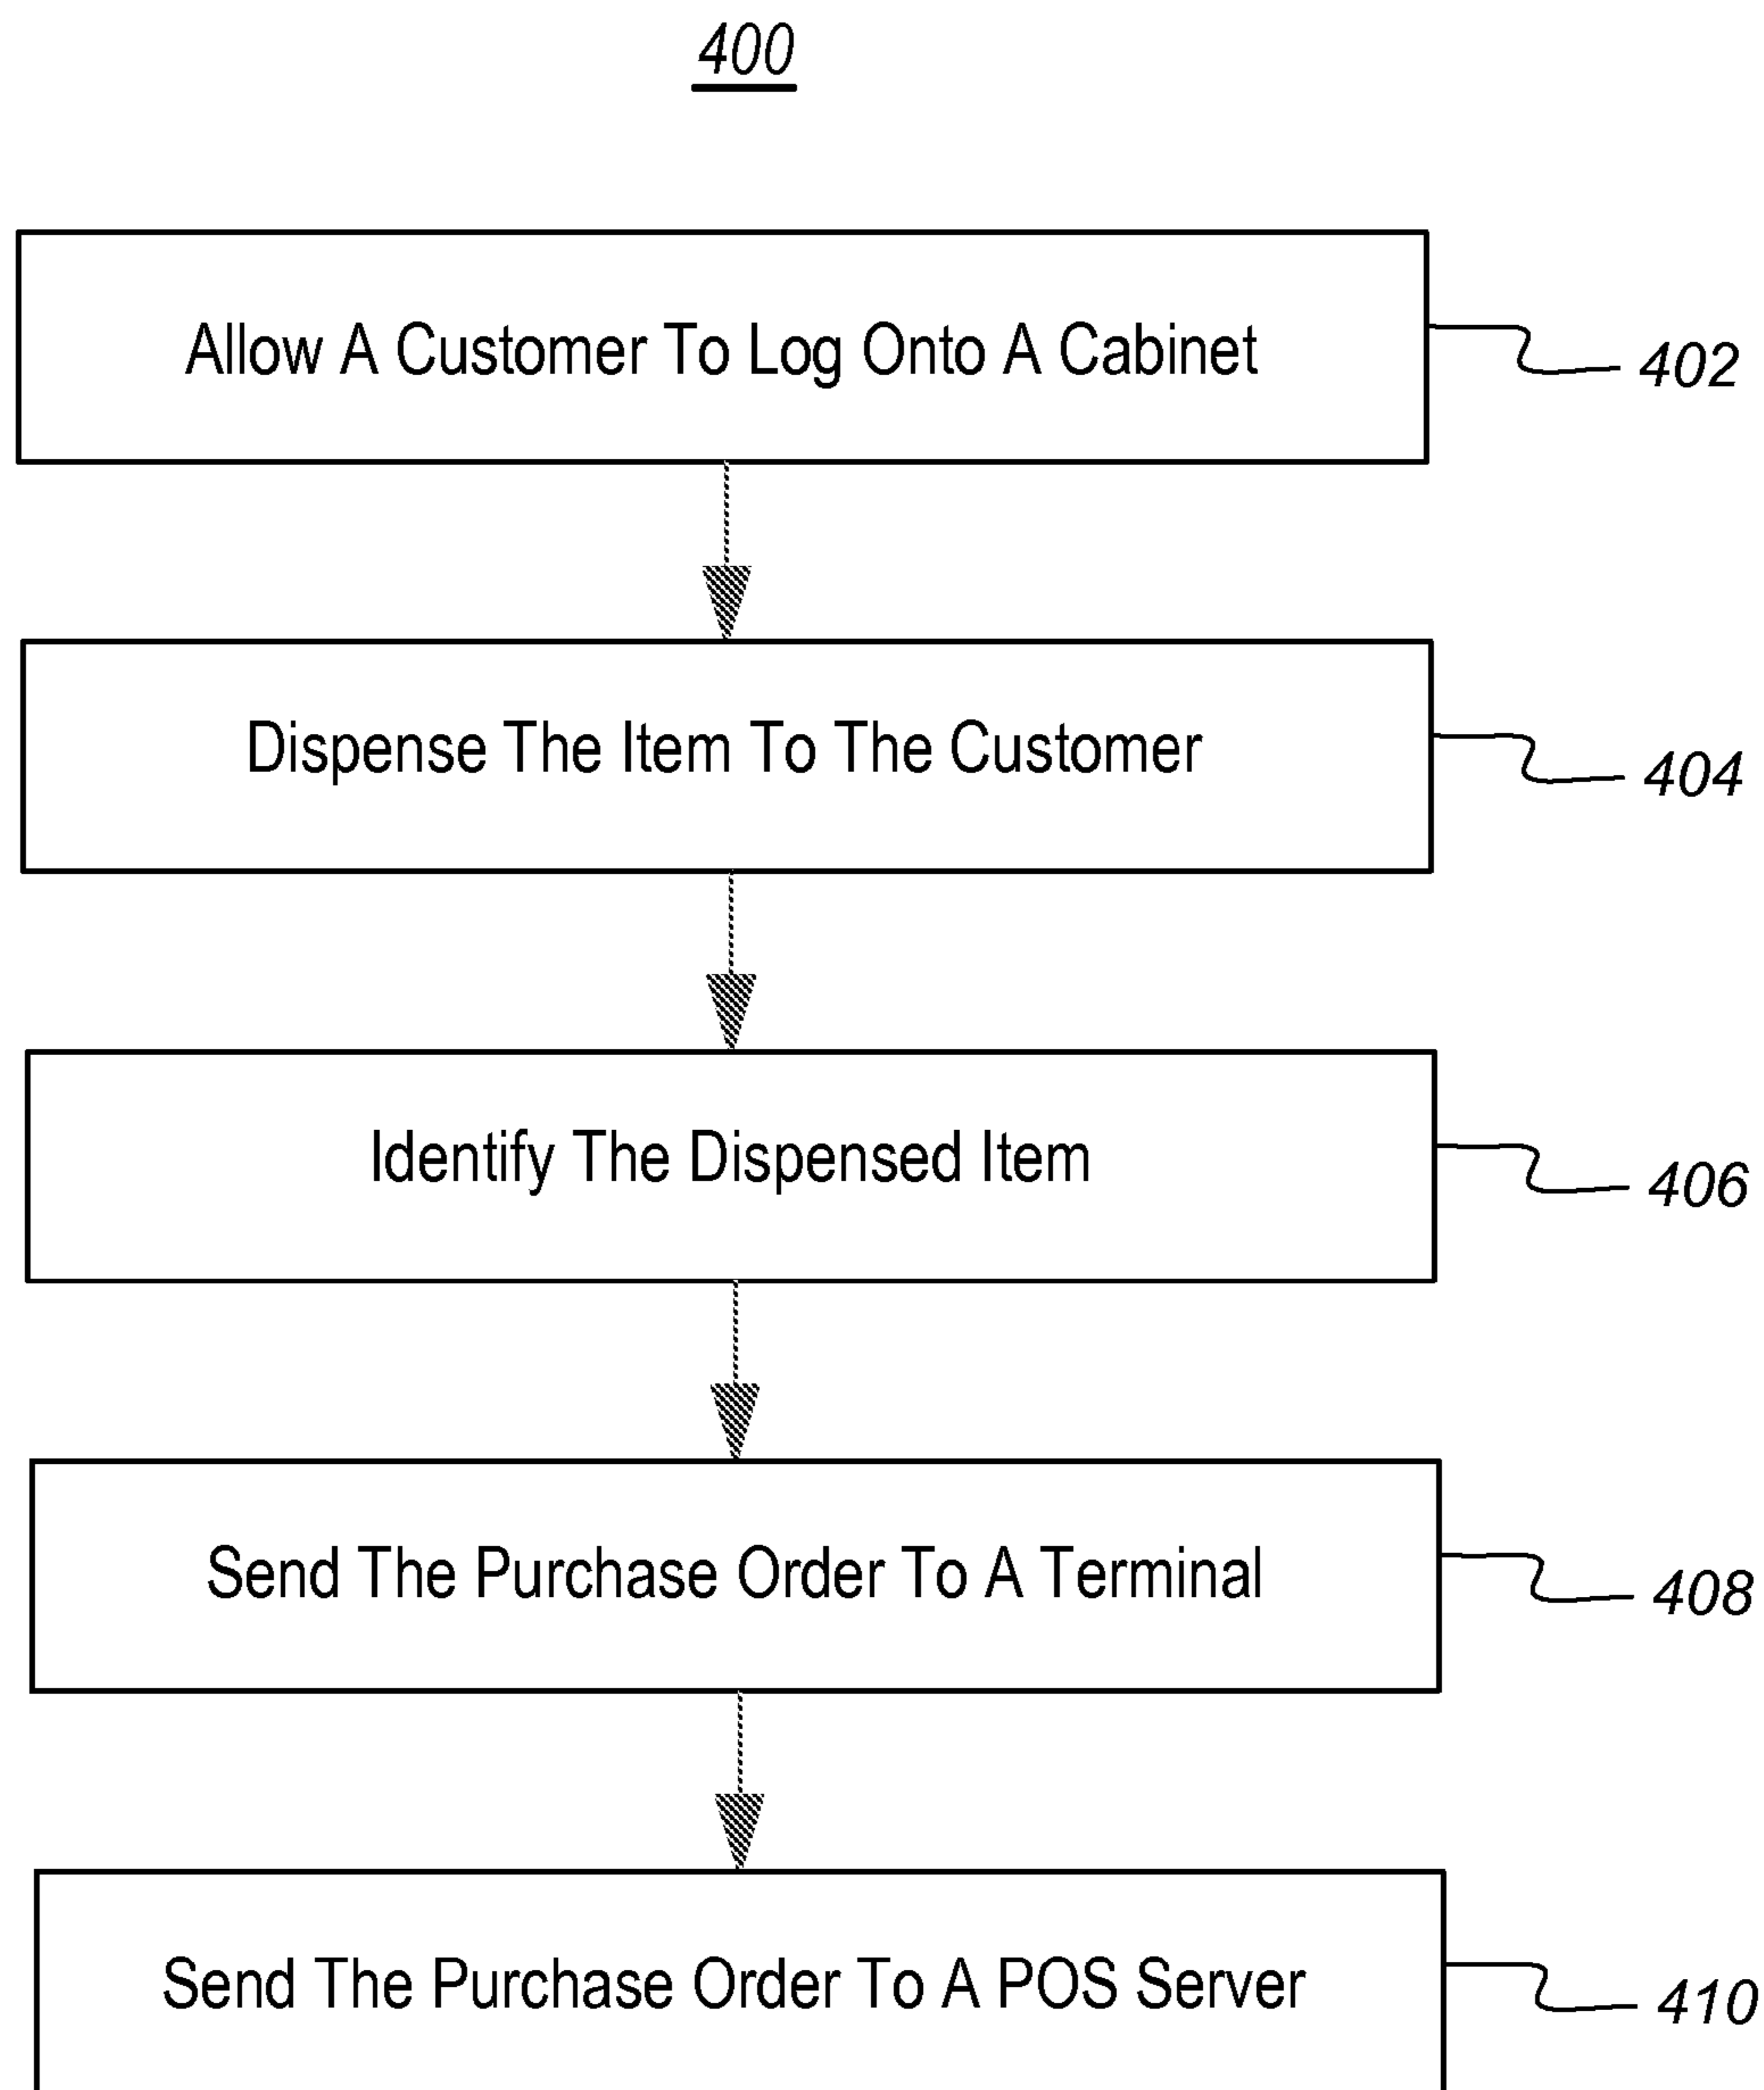 400
Allow A Customer To Log Onto A Cabinet
402
Dispense The Item To The Customer
404
Identify The Dispensed Item
406
Send The Purchase Order To A Terminal
408
Send The Purchase Order To A POS Server
410